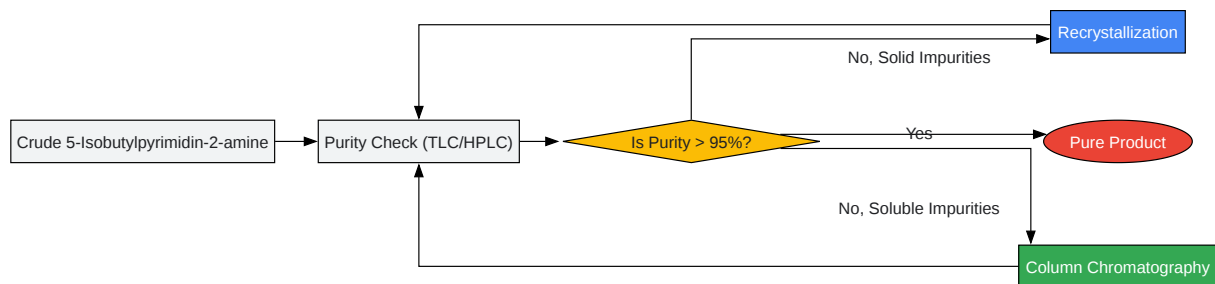 Recrystallization
No, Solid Impurities
Crude 5-Isobutylpyrimidin-2-amine
Purity Check (TLC/HPLC)
Is Purity > 95%?
Yes
Pure Product
No, Soluble Impurities
Column Chromatography